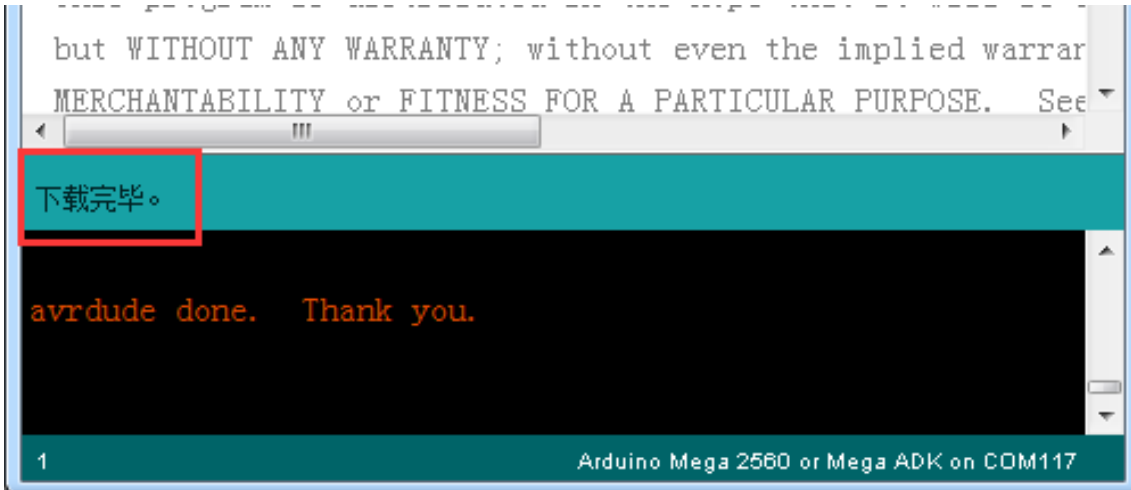 but WITHOUT ANY WARRANTY; without even the implied warrar
MERCHANTABILITY or FITNESS FOR A PARTICULAR PURPOSE. See
下载完毕。
avrdude done. Thank you.
1
Arduino Mega 2560 or Mega ADK on COM117